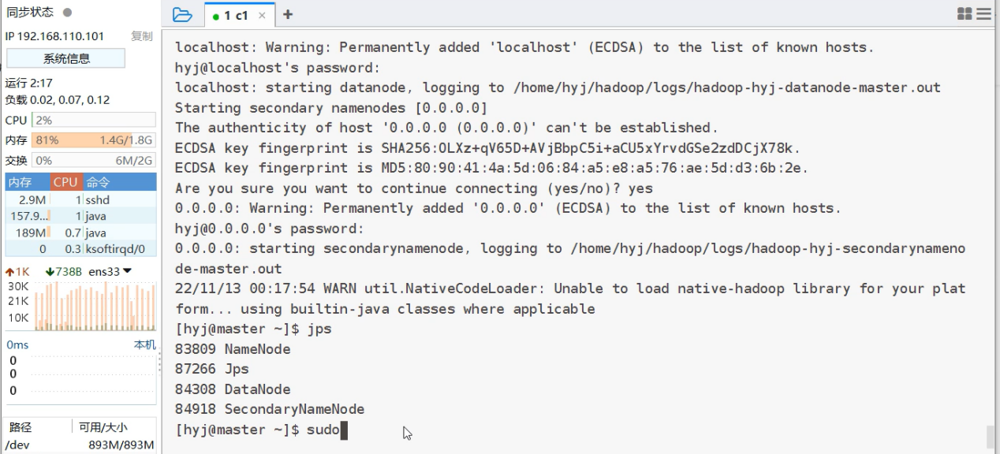 同步状态
IP 192.168.110.101 复制
系统信息
运行 2:17
负载 0.02, 0.07, 0.12
CPU 2%
内存 81% 1.4G/1.8G
交换 0% 6M/2G
内存 CPU 命令
2.9M 1 sshd
157.9... 1 java
189M 0.7 java
0 0.3 ksoftirqd/0
1K 738B ens33
30K
21K
10K
0ms 本机
0
0
0
路径 可用/大小
/dev 893M/893M
1 c1 × +
localhost: Warning: Permanently added 'localhost' (ECDSA) to the list of known hosts.
hyj@localhost's password:
localhost: starting datanode, logging to /home/hyj/hadoop/logs/hadoop-hyj-datanode-master.out
Starting secondary namenodes [0.0.0.0]
The authenticity of host '0.0.0.0 (0.0.0.0)' can't be established.
ECDSA key fingerprint is SHA256:OLXz+qV65D+AVjBbpC5i+aCU5xYrvdGSe2zdDCjX78k.
ECDSA key fingerprint is MD5:80:90:41:4a:5d:06:84:a5:e8:a5:76:ae:5d:d3:6b:2e.
Are you sure you want to continue connecting (yes/no)? yes
0.0.0.0: Warning: Permanently added '0.0.0.0' (ECDSA) to the list of known hosts.
hyj@0.0.0.0's password:
0.0.0.0: starting secondarynamenode, logging to /home/hyj/hadoop/logs/hadoop-hyj-secondarynameno
de-master.out
22/11/13 00:17:54 WARN util.NativeCodeLoader: Unable to load native-hadoop library for your plat
form... using builtin-java classes where applicable
[hyj@master ~]$ jps
83809 NameNode
87266 Jps
84308 DataNode
84918 SecondaryNameNode
[hyj@master ~]$ sudo